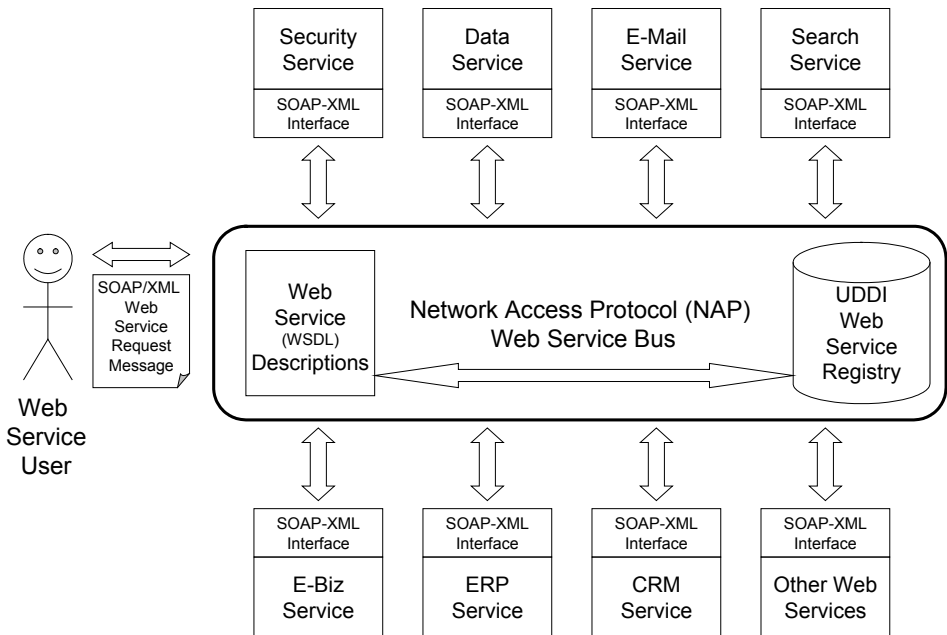 Security
Service
SOAP-XML
Interface
Data
Service
SOAP-XML
Interface
E-Mail
Service
SOAP-XML
Interface
Search
Service
SOAP-XML
Interface
SOAP/XML
Web
Service
Request
Message
Web
Service
User
Web
Service
(WSDL)
Descriptions
Network Access Protocol (NAP)
Web Service Bus
UDDI
Web
Service
Registry
SOAP-XML
Interface
E-Biz
Service
SOAP-XML
Interface
ERP
Service
SOAP-XML
Interface
CRM
Service
SOAP-XML
Interface
Other Web
Services